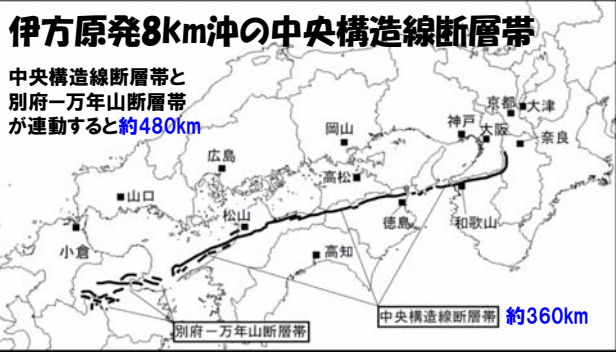 伊方原発8km沖の中央構造線断層帯
中央構造線断層帯と
別府ー万年山断層帯
が連動すると約480km
京都
大津
神戸
大阪
奈良
岡山
広島
高松
山口
松山
徳島
和歌山
小倉
高知
中央構造線断層帯
約360km
別府ー万年山断層帯